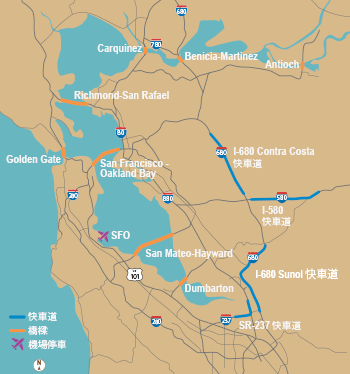 680
Carquinez
780
Benicia-Martinez
Antioch
Richmond-San Rafael
80
Golden Gate
San Francisco -
Oakland Bay
680
I-680 Contra Costa
快車道
280
880
580
I-580
快車道
SFO
San Mateo-Hayward
680
I-680 Sunol 快車道
101
Dumbarton
快車道
橋樑
機場停車
280
237
SR-237 快車道
N